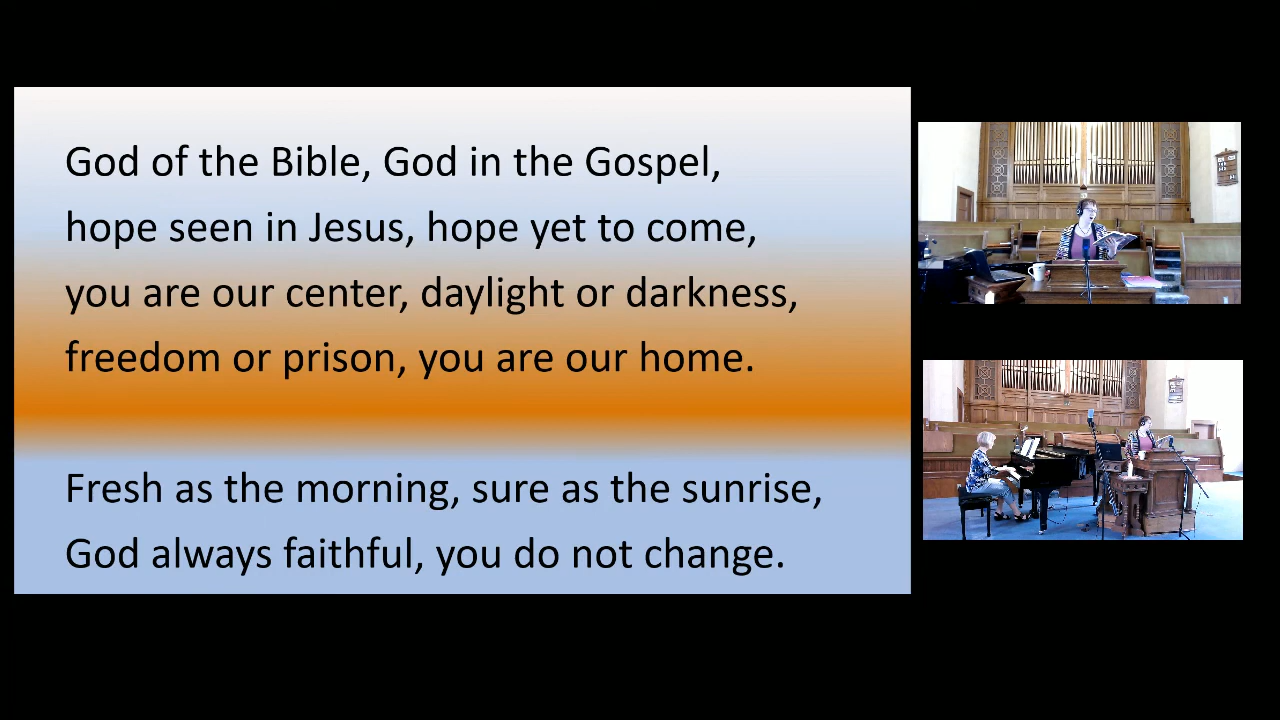 God of the Bible, God in the Gospel,
hope seen in Jesus, hope yet to come,
you are our center, daylight or darkness,
freedom or prison, you are our home.
Fresh as the morning, sure as the sunrise,
God always faithful, you do not change.